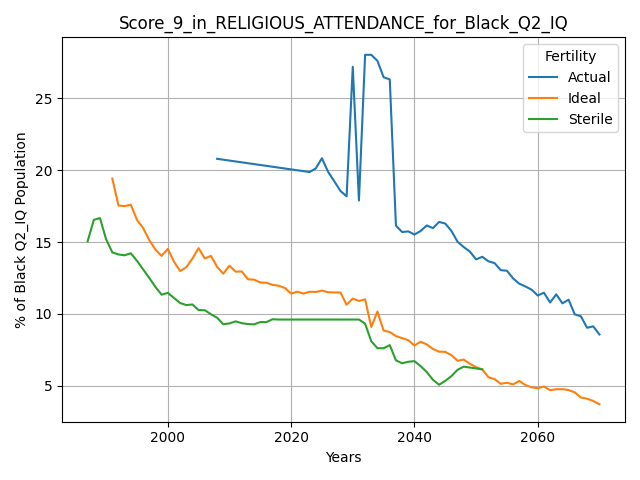 Score_9_in_RELIGIOUS_ATTENDANCE_for_Black_Q2_IQ
Fertility
Actual
Ideal
Sterile
% of Black Q2_IQ Population
25
20
15
10
5
2000
2020
2040
2060
Years